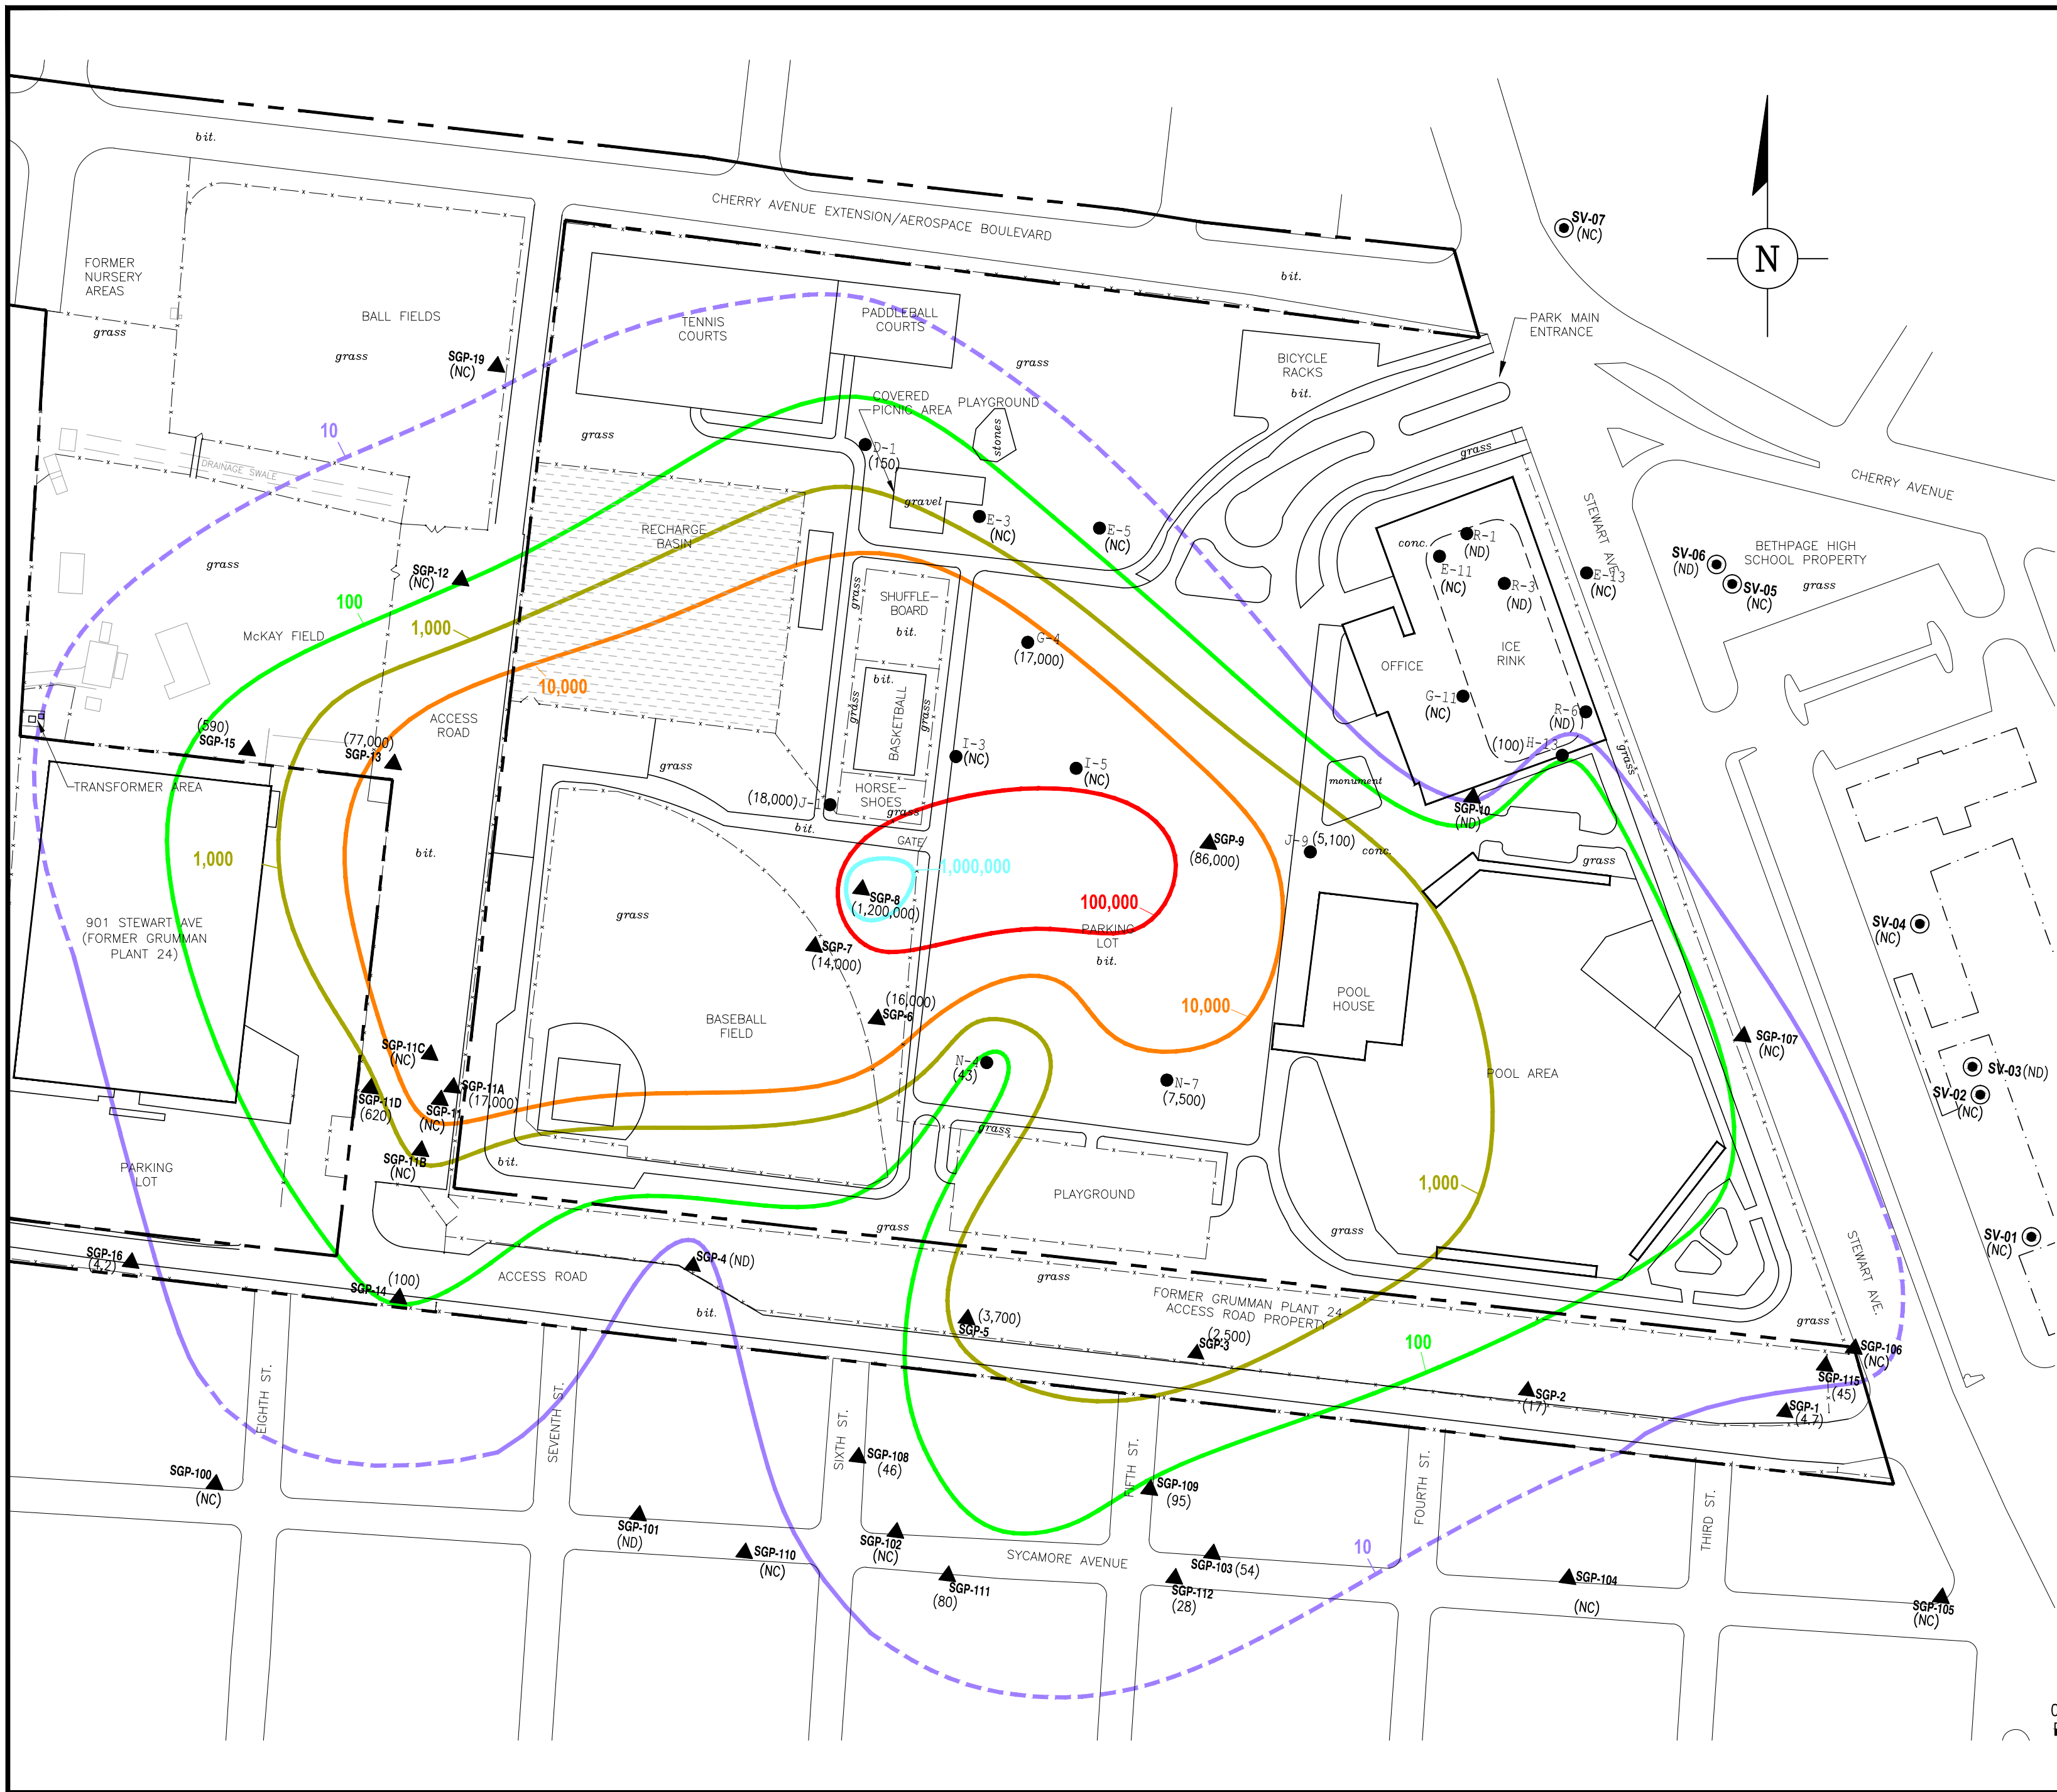 bit.
CHERRY AVENUE EXTENSION/AEROSPACE BOULEVARD
SV-07
(NC)
N
FORMER
NURSERY
AREAS
grass
BALL FIELDS
grass
SGP-19
(NC)
TENNIS
COURTS
PADDLEBALL
COURTS
grass
bit.
BICYCLE
RACKS
bit.
PARK MAIN
ENTRANCE
COVERED
PICNIC AREA
PLAYGROUND
stones
10
DRAINAGE SWALE
grass
D-1
(150)
gravel
E-3
(NC)
E-5
(NC)
grass
CHERRY AVENUE
STEWART AVE.
RECHARGE
BASIN
conc.
R-1
(ND)
E-11
(NC)
R-3
(ND)
E-13
(NC)
SV-06
(ND)
SV-05
(NC)
BETHPAGE HIGH
SCHOOL PROPERTY
grass
grass
SGP-12
(NC)
100
1,000
McKAY FIELD
grass
SHUFFLE-
BOARD
bit.
G-4
(17,000)
OFFICE
ICE
RINK
G-11
(NC)
R-6
(ND)
10,000
bit.
grass
BASKETBALL
grass
ACCESS
ROAD
(590)
SGP-15
(77,000)
SGP-13
I-3
(NC)
I-5
(NC)
(100)
H-13
grass
TRANSFORMER AREA
grass
(18,000)
J-1
HORSE-
SHOES
grass
monument
SGP-10
(ND)
bit.
GATE
1,000
bit.
1,000,000
SGP-9
(86,000)
J-9
(5,100)
conc.
grass
SGP-8
(1,200,000)
100,000
901 STEWART AVE
(FORMER GRUMMAN
PLANT 24)
grass
PARKING
LOT
bit.
SV-04
(NC)
SGP-7
(14,000)
(16,000)
SGP-6
BASEBALL
FIELD
10,000
POOL
HOUSE
SGP-107
(NC)
SGP-11C
(NC)
N-4
(43)
N-7
(7,500)
POOL AREA
SV-03
(ND)
SV-02
(NC)
SGP-11A
(17,000)
SGP-11D
(620)
SGP-11
(NC)
grass
SGP-11B
(NC)
bit.
PARKING
LOT
PLAYGROUND
1,000
grass
grass
STEWART AVE.
SV-01
(NC)
SGP-16
(4.2)
SGP-4
(ND)
ACCESS ROAD
grass
SGP-14
(100)
bit.
FORMER GRUMMAN PLANT 24
ACCESS ROAD PROPERTY
grass
SGP-5
(3,700)
(2,500)
SGP-3
100
SGP-106
(NC)
SGP-115
(45)
SGP-2
(17)
SGP-1
(4.7)
EIGHTH ST.
SEVENTH ST.
SIXTH ST.
FIFTH ST.
FOURTH ST.
THIRD ST.
SGP-108
(46)
SGP-100
(NC)
SGP-109
(95)
SGP-101
(ND)
SGP-110
(NC)
SGP-102
(NC)
SYCAMORE AVENUE
10
SGP-103
(54)
SGP-111
(80)
SGP-112
(28)
SGP-104
(NC)
SGP-105
(NC)